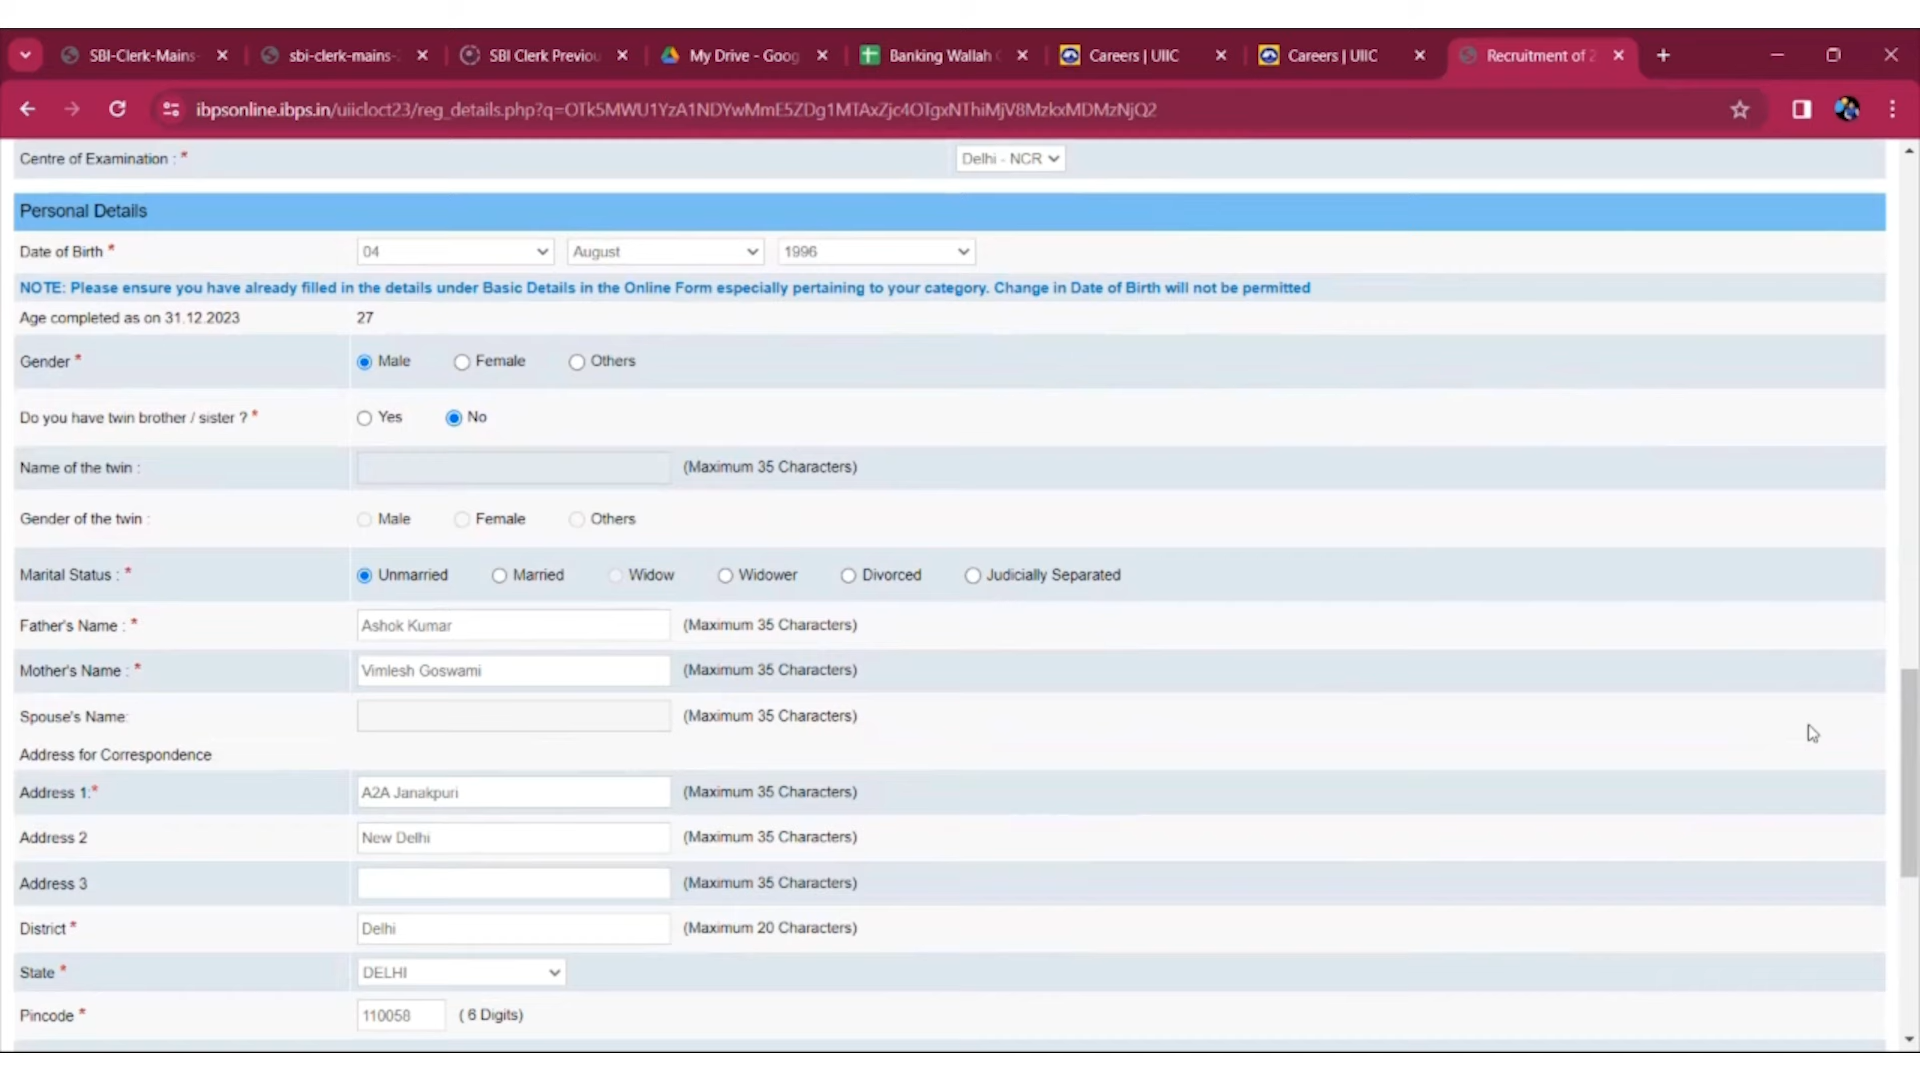 SBI-Clerk-Mains-
sbi-clerk-mains-
SBI Clerk Previou
My Drive - Goog
Banking Wallah
Careers | UIIC
Careers | UIIC
Recruitment of 2
ibpsonline.ibps.in/uiicloct23/reg_details.php?q=OTk5MWU1YzA1NDYwMmE5ZDg1MTAxZjc4OTgxNThiMjV8MzkxMDMzNjQ2
Centre of Examination : * Delhi - NCR
Personal Details
Date of Birth * 04 August 1996
NOTE: Please ensure you have already filled in the details under Basic Details in the Online Form especially pertaining to your category. Change in Date of Birth will not be permitted
Age completed as on 31.12.2023 27
Gender * Male Female Others
Do you have twin brother / sister ? * Yes No
Name of the twin : (Maximum 35 Characters)
Gender of the twin : Male Female Others
Marital Status : * Unmarried Married Widow Widower Divorced Judicially Separated
Father's Name : * Ashok Kumar (Maximum 35 Characters)
Mother's Name : * Vimlesh Goswami (Maximum 35 Characters)
Spouse's Name: (Maximum 35 Characters)
Address for Correspondence
Address 1:* A2A Janakpuri (Maximum 35 Characters)
Address 2 New Delhi (Maximum 35 Characters)
Address 3 (Maximum 35 Characters)
District * Delhi (Maximum 20 Characters)
State * DELHI
Pincode * 110058 ( 6 Digits)